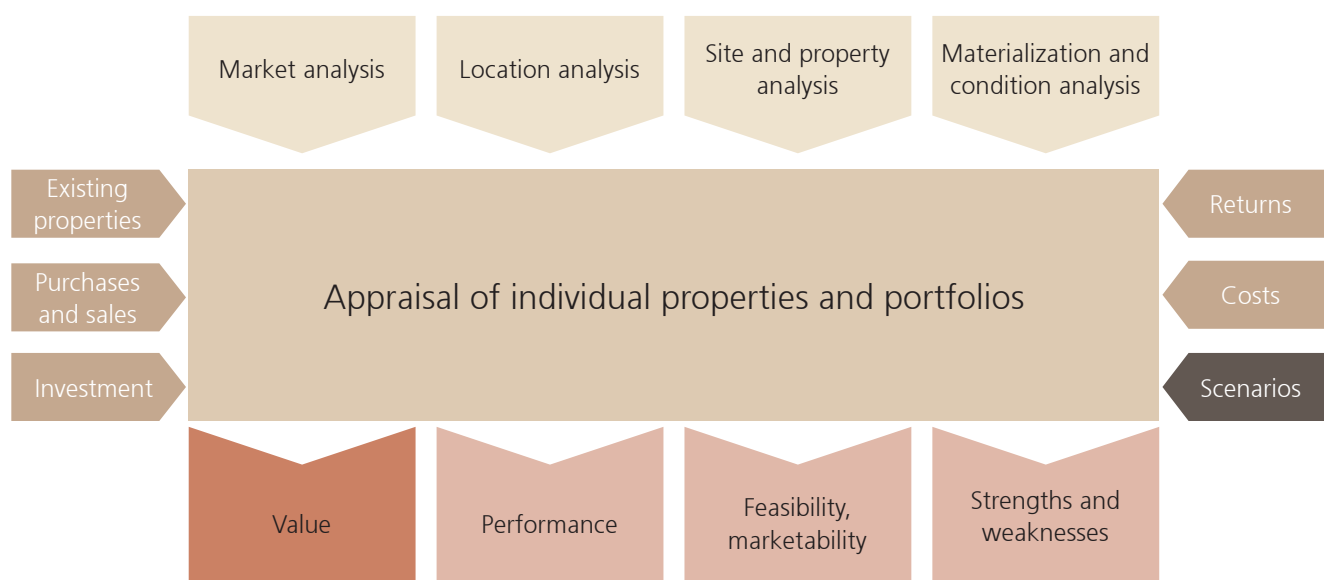 Market analysis
Location analysis
Site and property
analysis
Materialization and
condition analysis
Existing
properties
Purchases
and sales
Investment
Appraisal of individual properties and portfolios
Returns
Costs
Scenarios
Value
Performance
Feasibility,
marketability
Strengths and
weaknesses